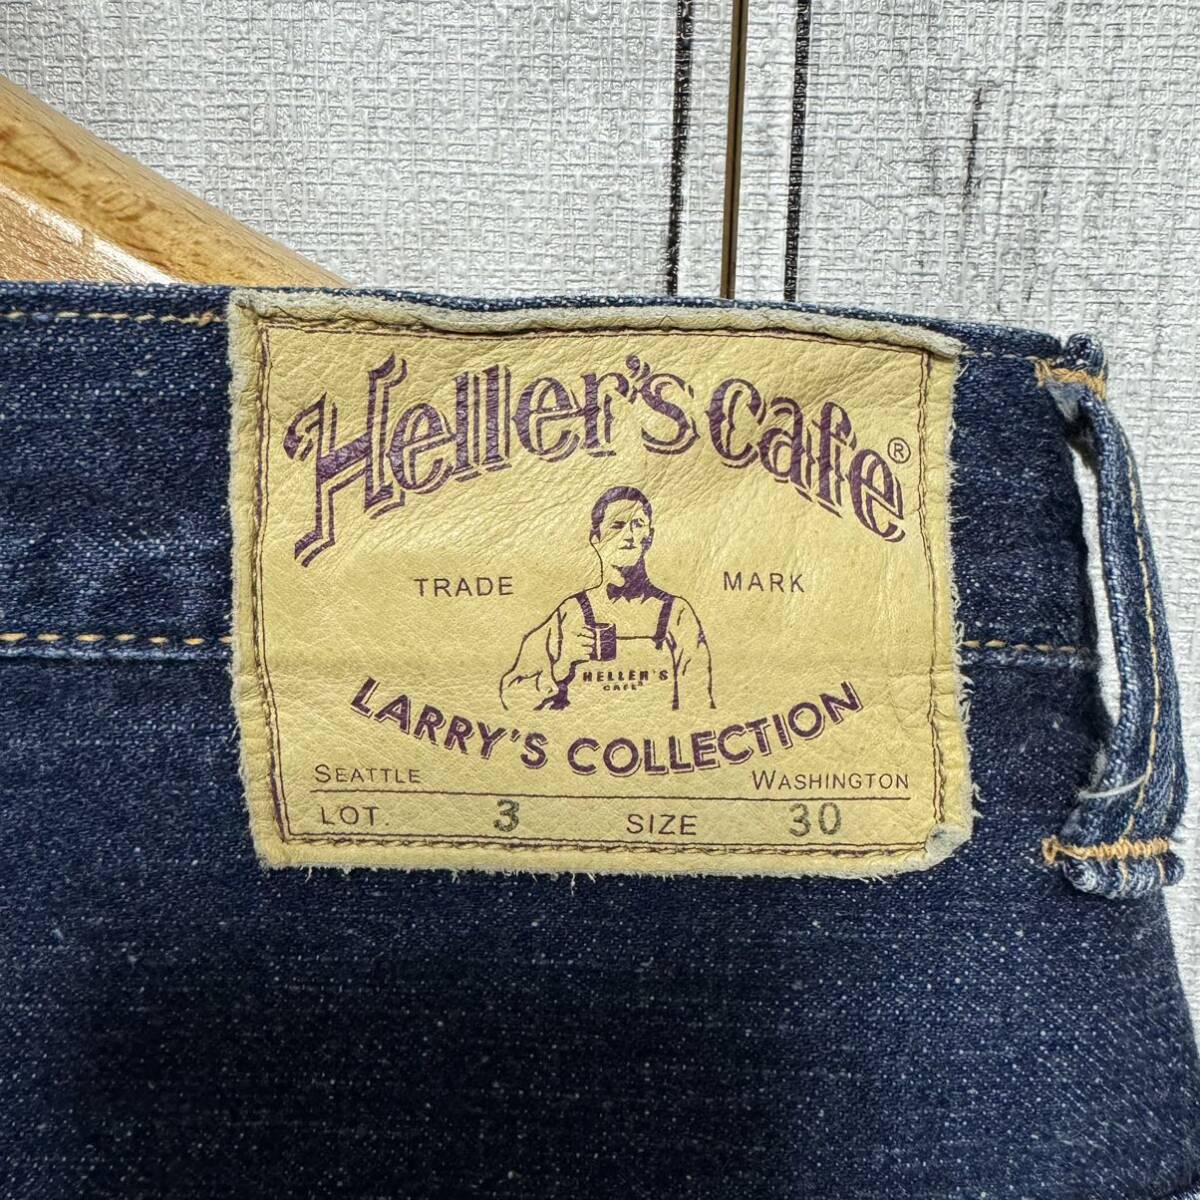 Heller's Cafe®
TRADE MARK
HELLER'S
CAFE
LARRY'S COLLECTION
SEATTLE WASHINGTON
LOT. 3 SIZE 30